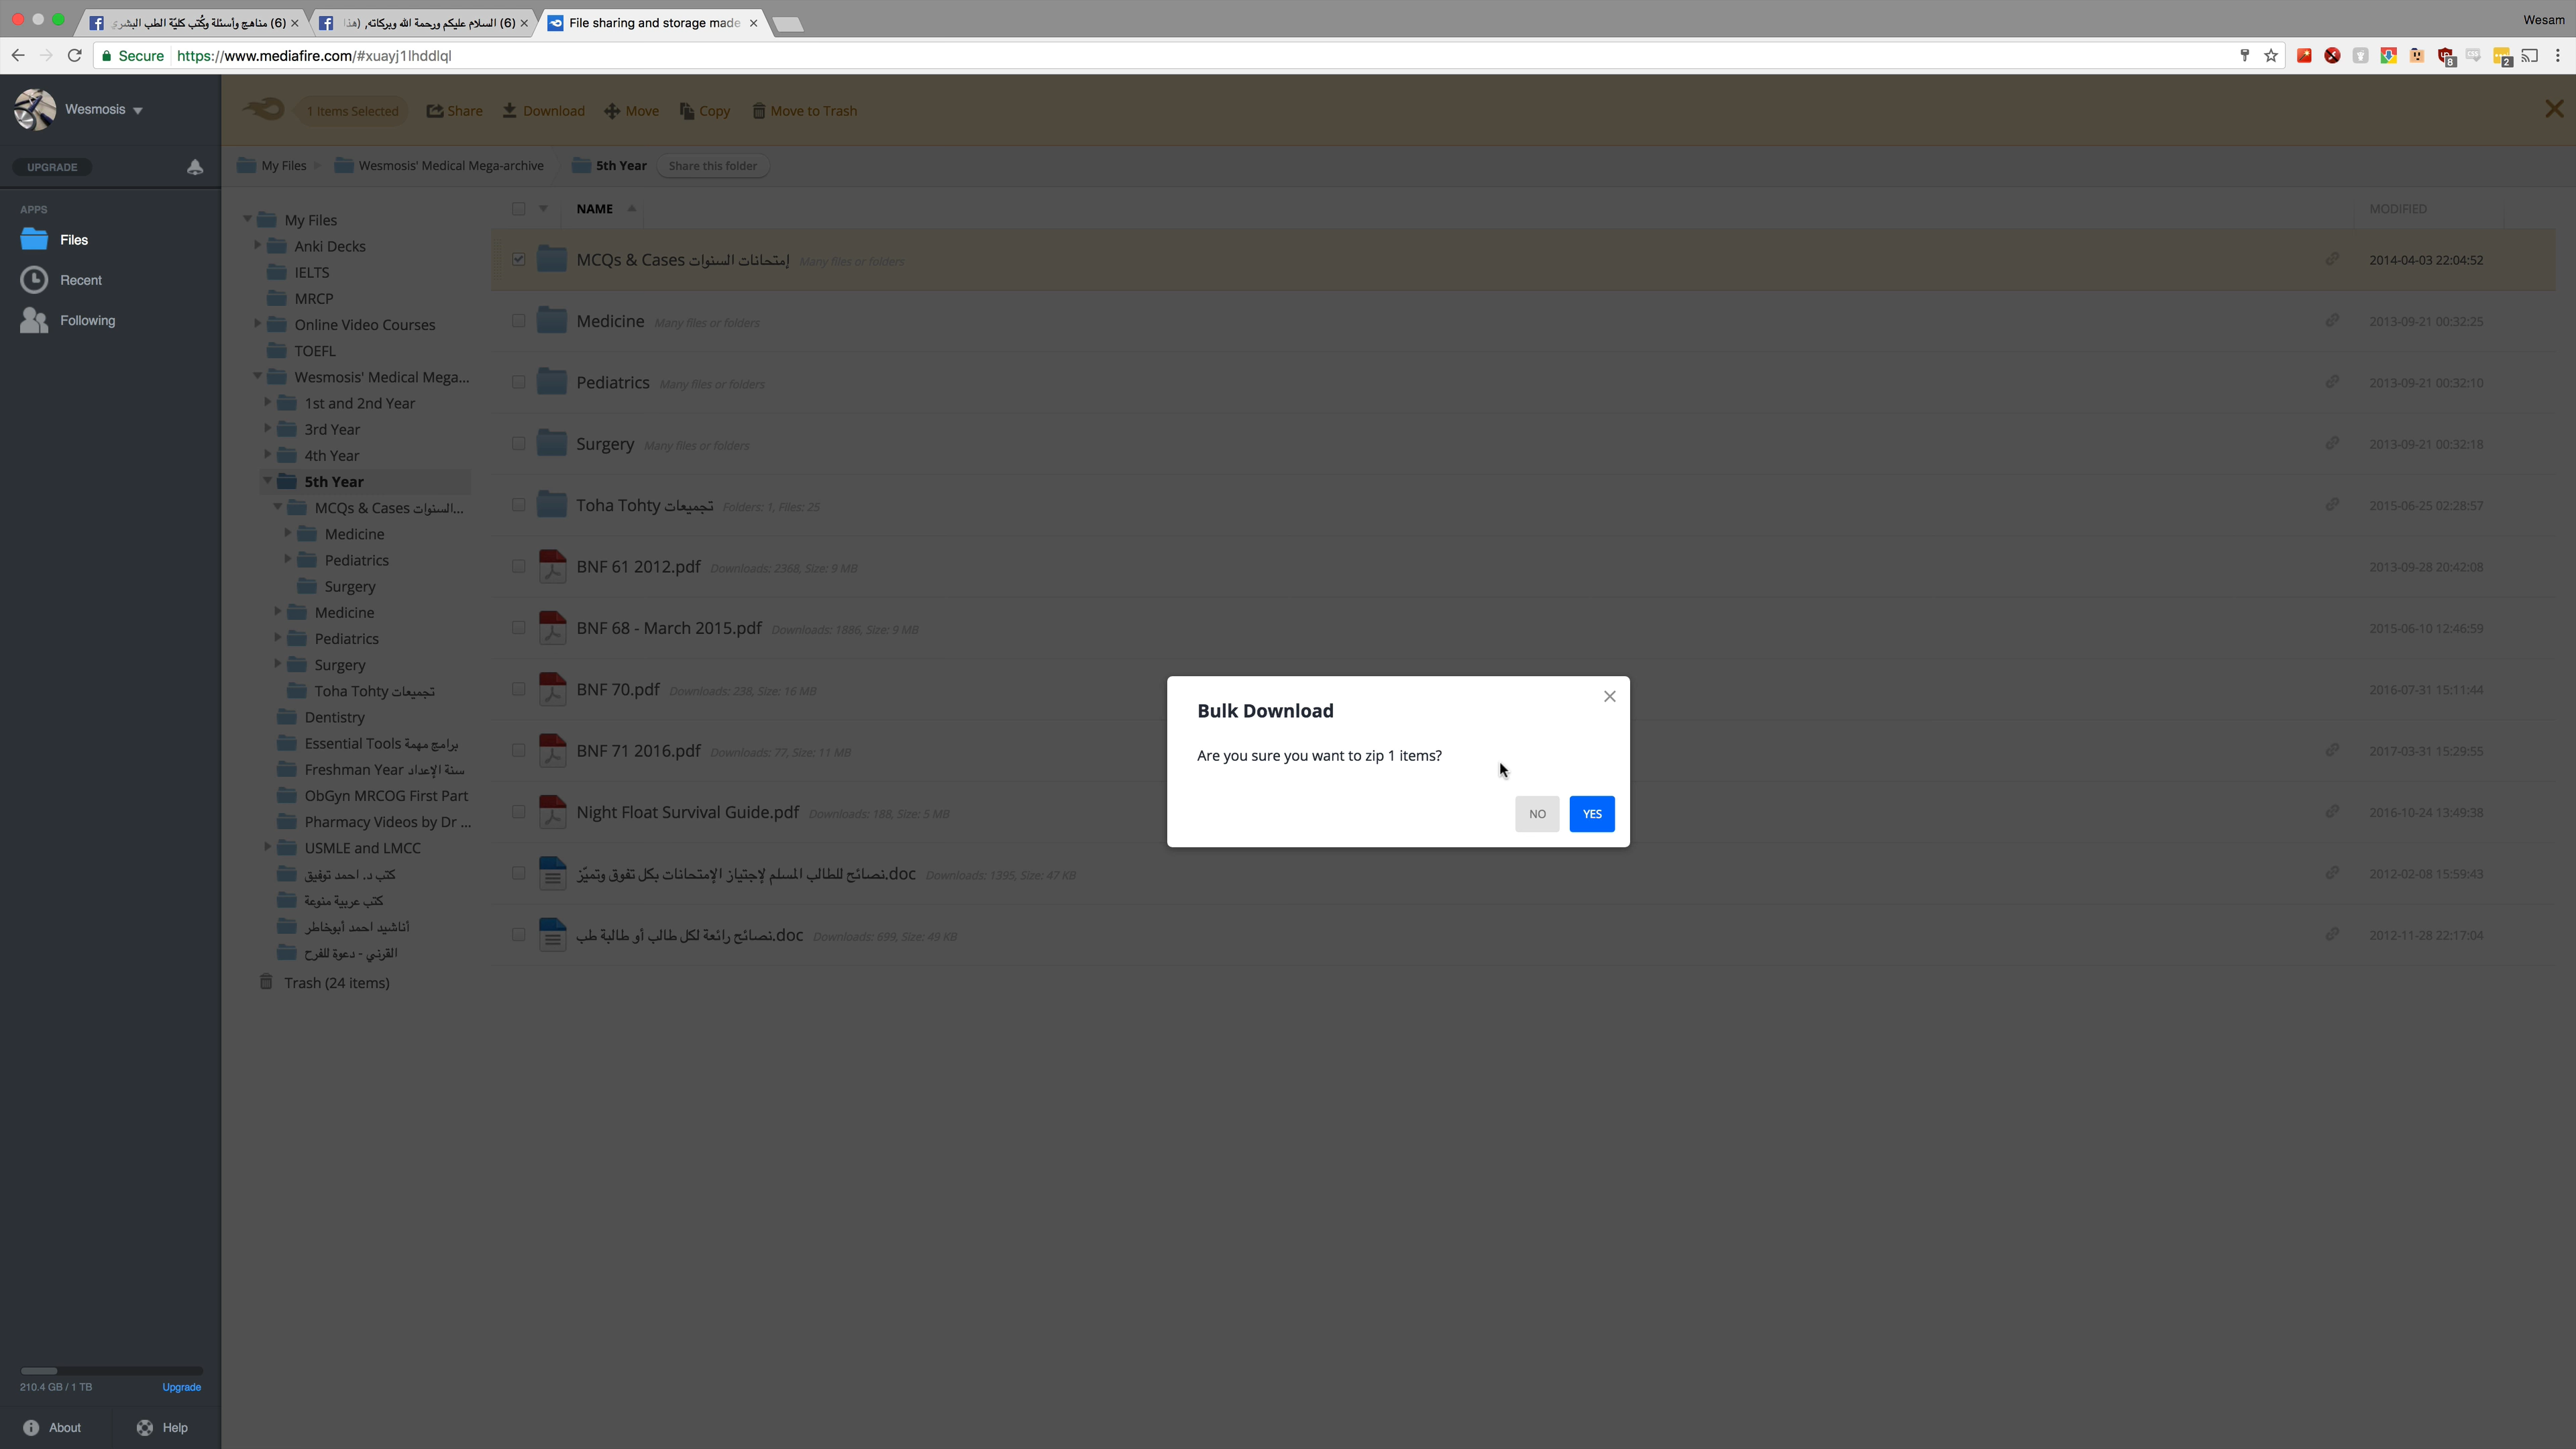 (6) مناهج وأسئلة وكُتب كليّة الطب البشري
(6) السلام عليكم ورحمة الله وبركاته, (هذا
File sharing and storage made
Wesam
Secure
https://www.mediafire.com/#xuayj1lhddlql
8
2
Wesmosis
1 Items Selected
Share
Download
Move
Copy
Move to Trash
UPGRADE
My Files
Wesmosis' Medical Mega-archive
5th Year
Share this folder
APPS
Files
Recent
Following
My Files
Anki Decks
IELTS
MRCP
Online Video Courses
TOEFL
Wesmosis' Medical Mega...
1st and 2nd Year
3rd Year
4th Year
5th Year
MCQs & Cases السنوات...
Medicine
Pediatrics
Surgery
Medicine
Pediatrics
Surgery
Toha Tohty تجميعات
Dentistry
Essential Tools برامج مهمة
Freshman Year سنة الإعداد
ObGyn MRCOG First Part
Pharmacy Videos by Dr ...
USMLE and LMCC
كتب د. احمد توفيق
كتب عربية منوعة
أناشيد احمد أبوخاطر
القرني - دعوة للفرح
Trash (24 items)
NAME
MODIFIED
MCQs & Cases إمتحانات السنوات Many files or folders 2014-04-03 22:04:52
Medicine Many files or folders 2013-09-21 00:32:25
Pediatrics Many files or folders 2013-09-21 00:32:10
Surgery Many files or folders 2013-09-21 00:32:18
Toha Tohty تجميعات Folders: 1, Files: 25 2015-06-25 02:28:57
BNF 61 2012.pdf Downloads: 2368, Size: 9 MB 2013-09-28 20:42:08
BNF 68 - March 2015.pdf Downloads: 1886, Size: 9 MB 2015-06-10 12:46:59
BNF 70.pdf Downloads: 238, Size: 16 MB 2016-07-31 15:11:44
BNF 71 2016.pdf Downloads: 77, Size: 11 MB 2017-03-31 15:29:55
Night Float Survival Guide.pdf Downloads: 188, Size: 5 MB 2016-10-24 13:49:38
نصائح للطالب المسلم لإجتياز الإمتحانات بكل تفوق وتميّز.doc Downloads: 1395, Size: 47 KB 2012-02-08 15:59:43
نصائح رائعة لكل طالب أو طالبة طب.doc Downloads: 699, Size: 49 KB 2012-11-28 22:17:04
Bulk Download
Are you sure you want to zip 1 items?
NO
YES
210.4 GB / 1 TB
Upgrade
About
Help